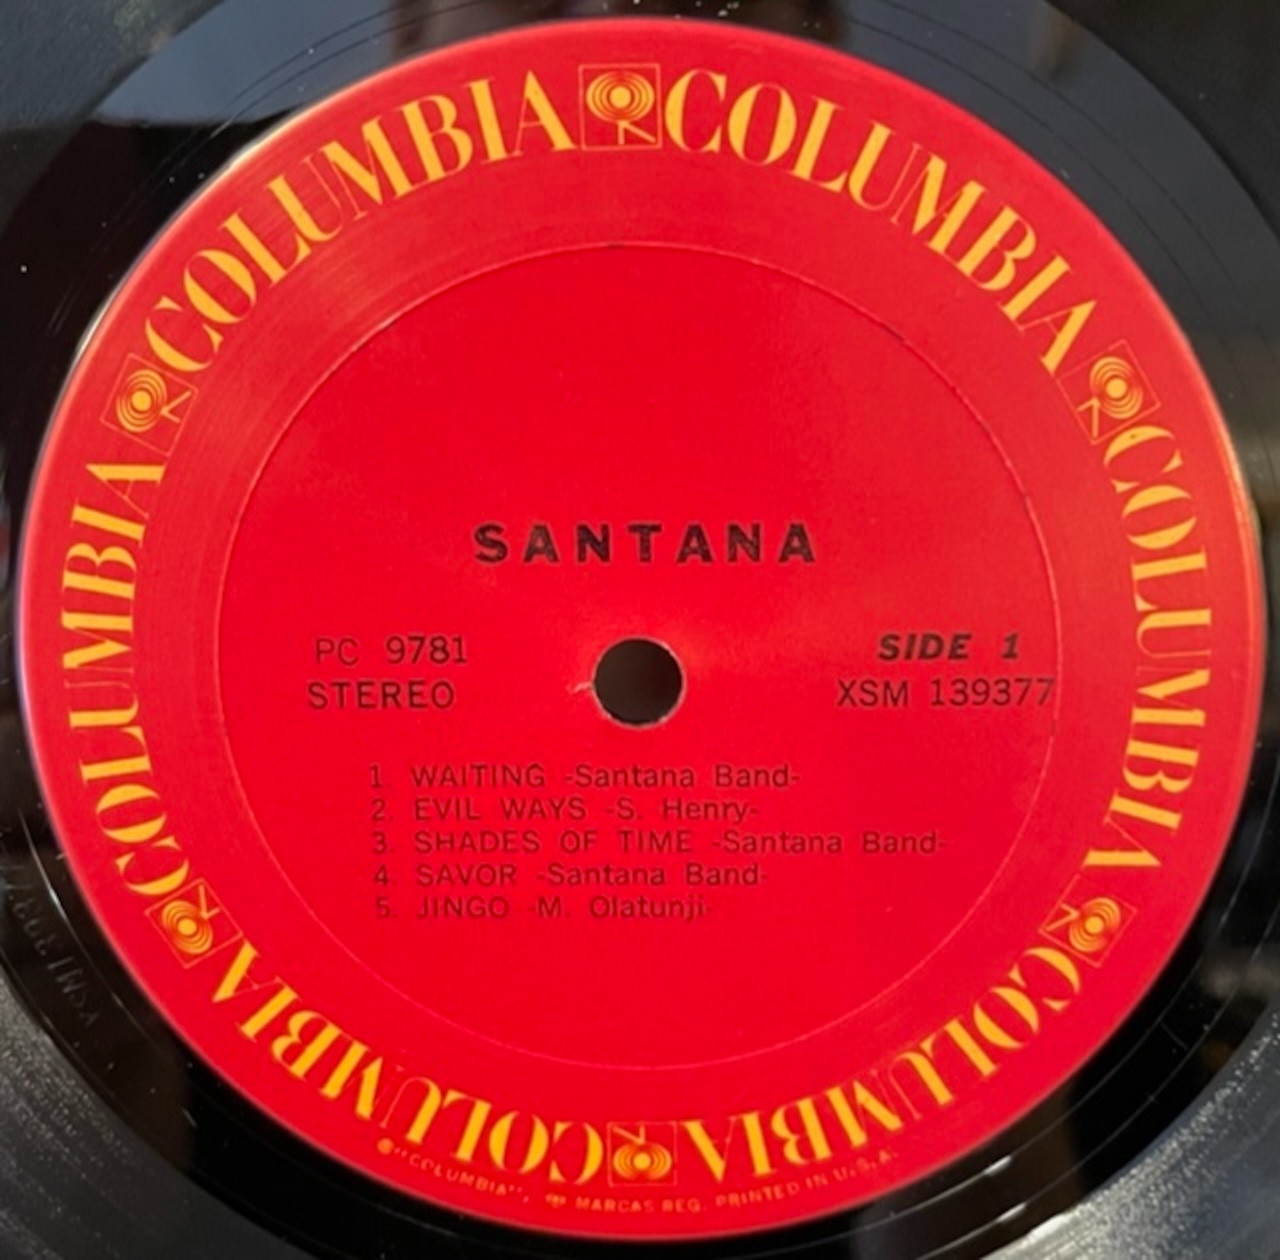 COLUMBIA COLUMBIA COLUMBIA COLUMBIA COLUMBIA COLUMBIA
SANTANA
PC 9781
STEREO
SIDE 1
XSM 139377
1. WAITING -Santana Band-
2. EVIL WAYS -S. Henry-
3. SHADES OF TIME -Santana Band-
4. SAVOR -Santana Band-
5. JINGO -M. Olatunji-
®"COLUMBIA", MARCAS REG. PRINTED IN U.S.A.